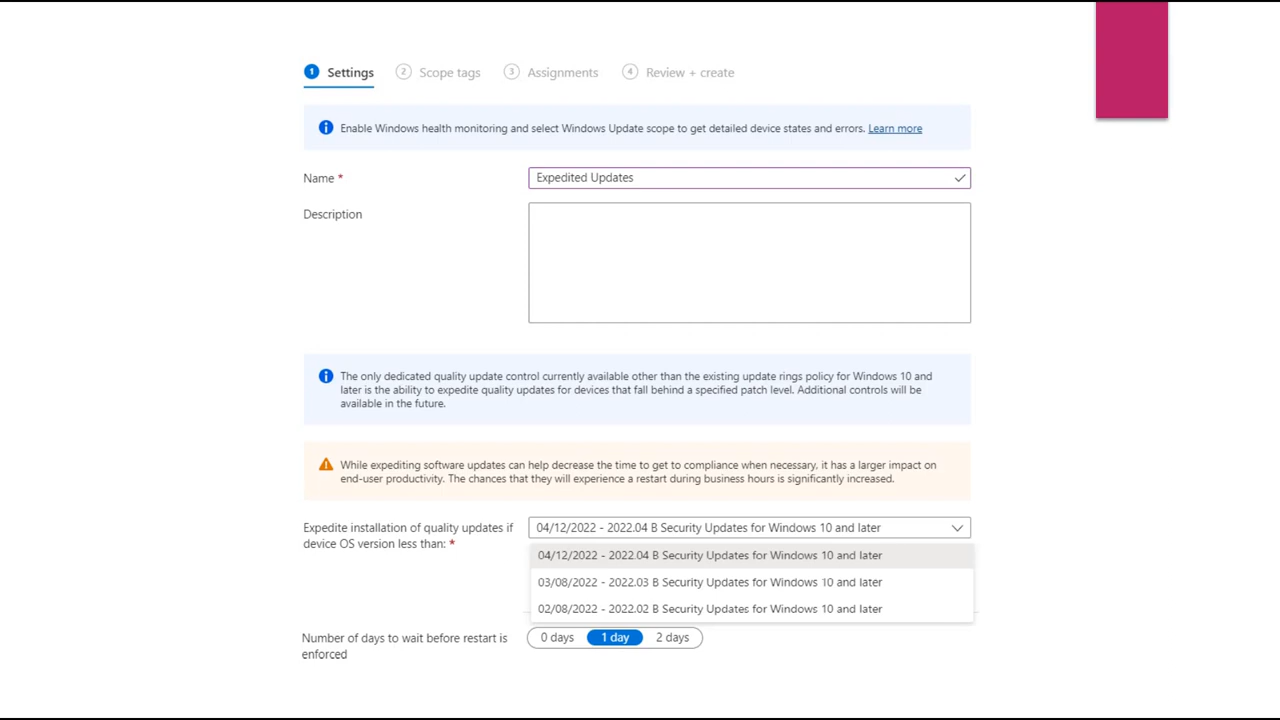 1 Settings 2 Scope tags 3 Assignments 4 Review + create
Enable Windows health monitoring and select Windows Update scope to get detailed device states and errors. Learn more
Name * Expedited Updates
Description
The only dedicated quality update control currently available other than the existing update rings policy for Windows 10 and
later is the ability to expedite quality updates for devices that fall behind a specified patch level. Additional controls will be
available in the future.
While expediting software updates can help decrease the time to get to compliance when necessary, it has a larger impact on
end-user productivity. The chances that they will experience a restart during business hours is significantly increased.
Expedite installation of quality updates if
device OS version less than: *
04/12/2022 - 2022.04 B Security Updates for Windows 10 and later
04/12/2022 - 2022.04 B Security Updates for Windows 10 and later
03/08/2022 - 2022.03 B Security Updates for Windows 10 and later
02/08/2022 - 2022.02 B Security Updates for Windows 10 and later
Number of days to wait before restart is
enforced
0 days 1 day 2 days